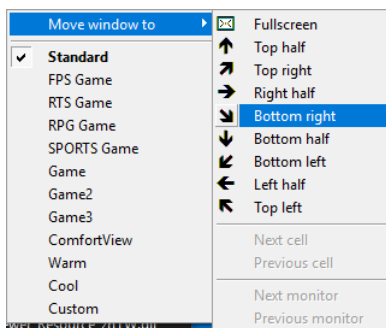 Move window to
Standard
FPS Game
RTS Game
RPG Game
SPORTS Game
Game
Game2
Game3
ComfortView
Warm
Cool
Custom
Fullscreen
Top half
Top right
Right half
Bottom right
Bottom half
Bottom left
Left half
Top left
Next cell
Previous cell
Next monitor
Previous monitor